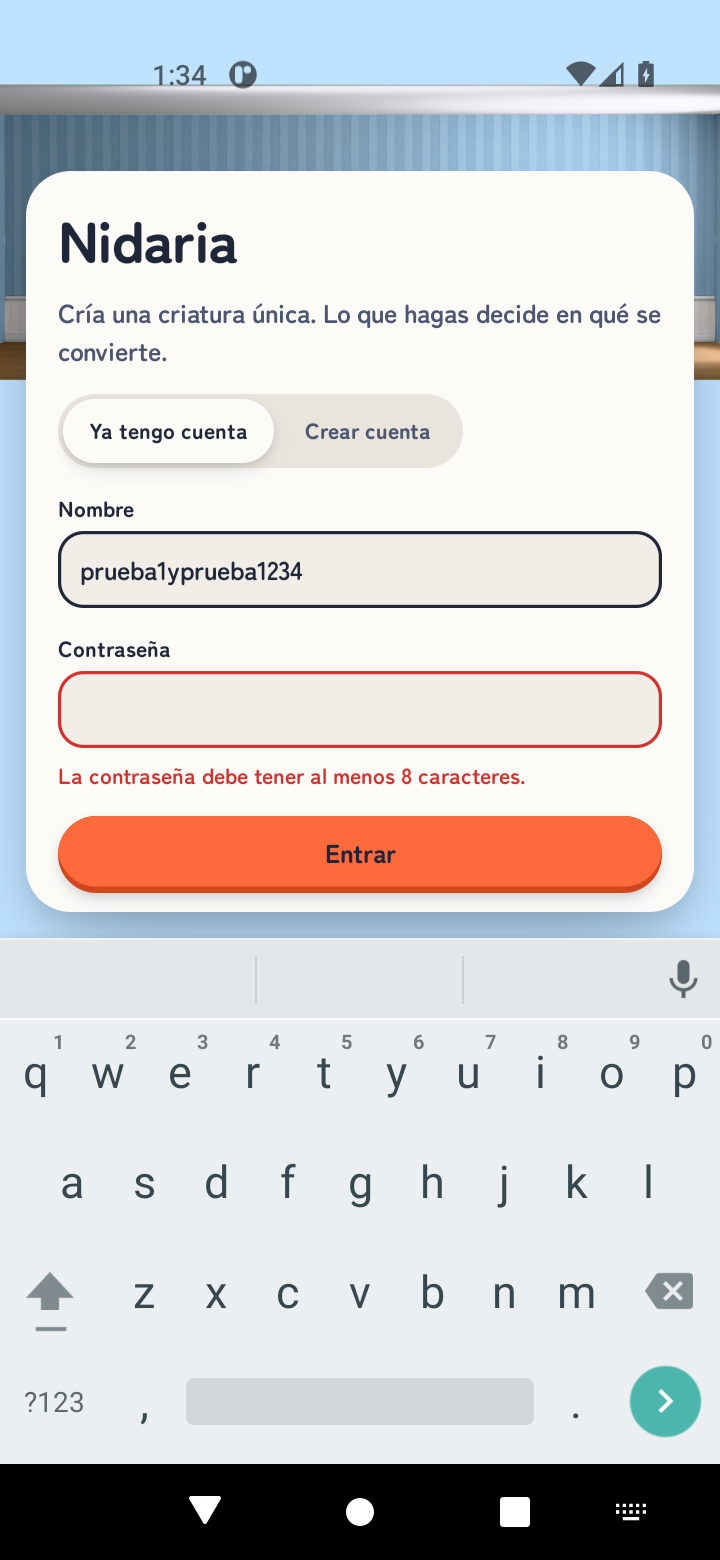 1:34
Nidaria
Cría una criatura única. Lo que hagas decide en qué se
convierte.
Ya tengo cuenta Crear cuenta
Nombre
prueba1yprueba1234
Contraseña
La contraseña debe tener al menos 8 caracteres.
Entrar
1 2 3 4 5 6 7 8 9 0
q w e r t y u i o p
a s d f g h j k l
z x c v b n m
?123 , .